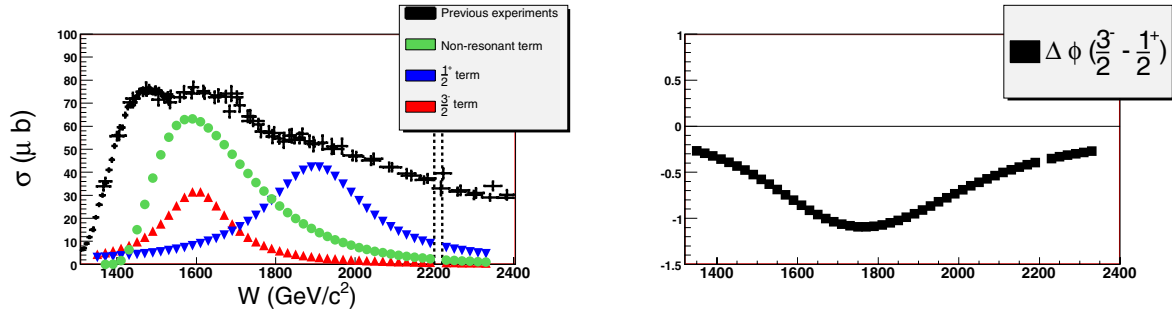 Previous experiments
Non-resonant term
1/2⁺ term
3/2⁻ term
100
90
80
70
60
50
40
30
20
10
0
σ (μ b)
1400 1600 1800 2000 2200 2400
W (GeV/c²)
Δ ϕ (3/2⁻ - 1/2⁺)
1
0.5
0
-0.5
-1
-1.5
1400 1600 1800 2000 2200 2400